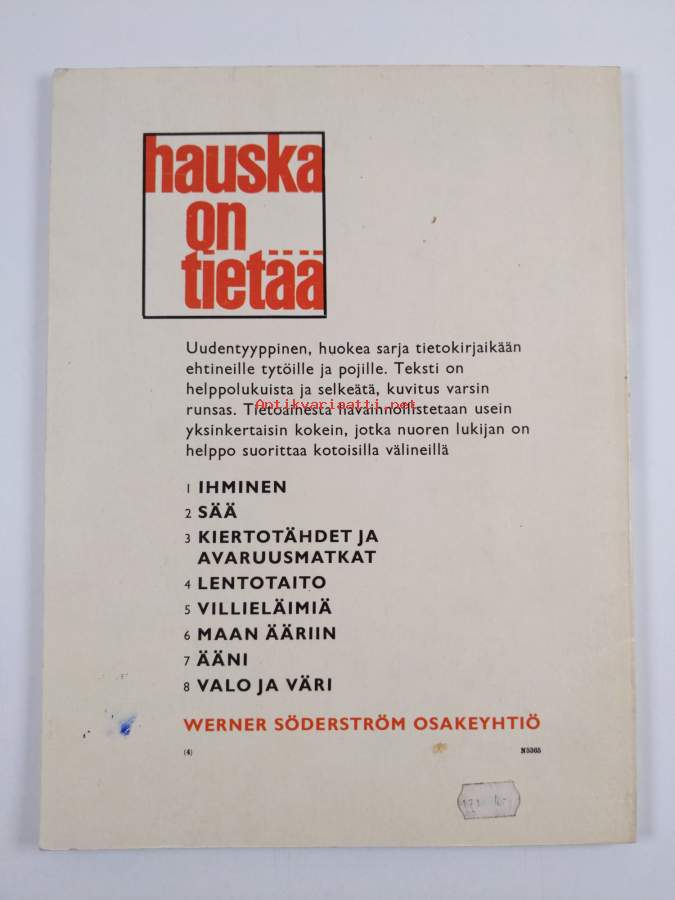 hauska
on
tietää
Uudentyyppinen, huokea sarja tietokirjaikään
ehtineille tytöille ja pojille. Teksti on
helppolukuista ja selkeätä, kuvitus varsin
runsas. Tietoainesta havainnollistetaan usein
Antikvariaatti.net
yksinkertaisin kokein, jotka nuoren lukijan on
helppo suorittaa kotoisilla välineillä
1 IHMINEN
2 SÄÄ
3 KIERTOTÄHDET JA
AVARUUSMATKAT
4 LENTOTAITO
5 VILLIELÄIMIÄ
6 MAAN ÄÄRIIN
7 ÄÄNI
8 VALO JA VÄRI
WERNER SÖDERSTRÖM OSAKEYHTIÖ
(4) N5365